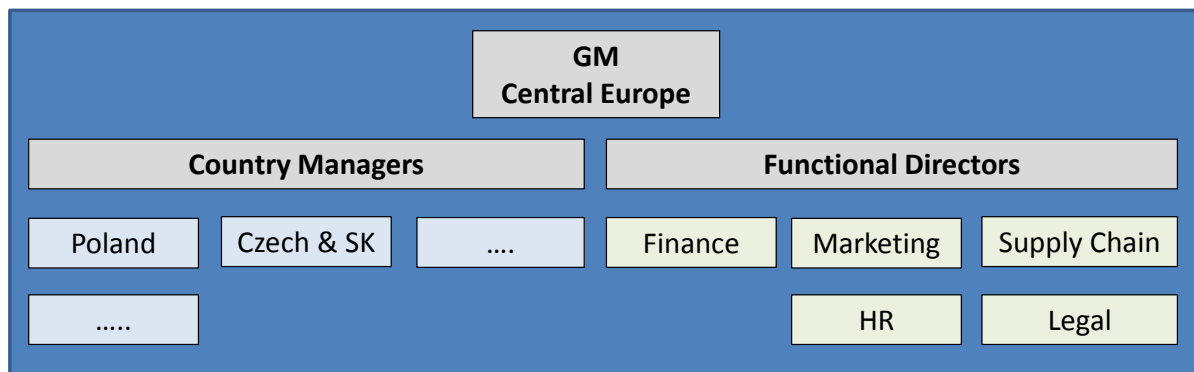 GM
Central Europe
Country Managers
Functional Directors
Poland
Czech & SK
....
Finance
Marketing
Supply Chain
.....
HR
Legal